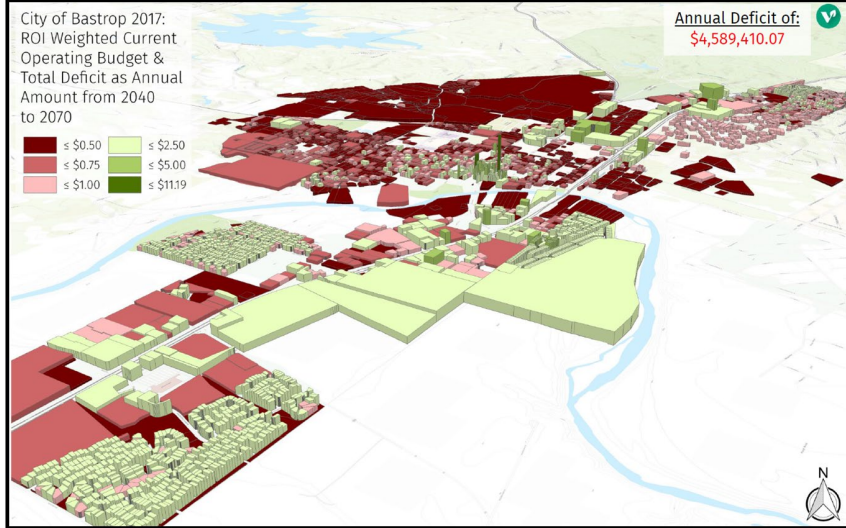 City of Bastrop 2017:
ROI Weighted Current
Operating Budget &
Total Deficit as Annual
Amount from 2040
to 2070
≤ $0.50 ≤ $2.50
≤ $0.75 ≤ $5.00
≤ $1.00 ≤ $11.19
Annual Deficit of:
$4,589,410.07
N